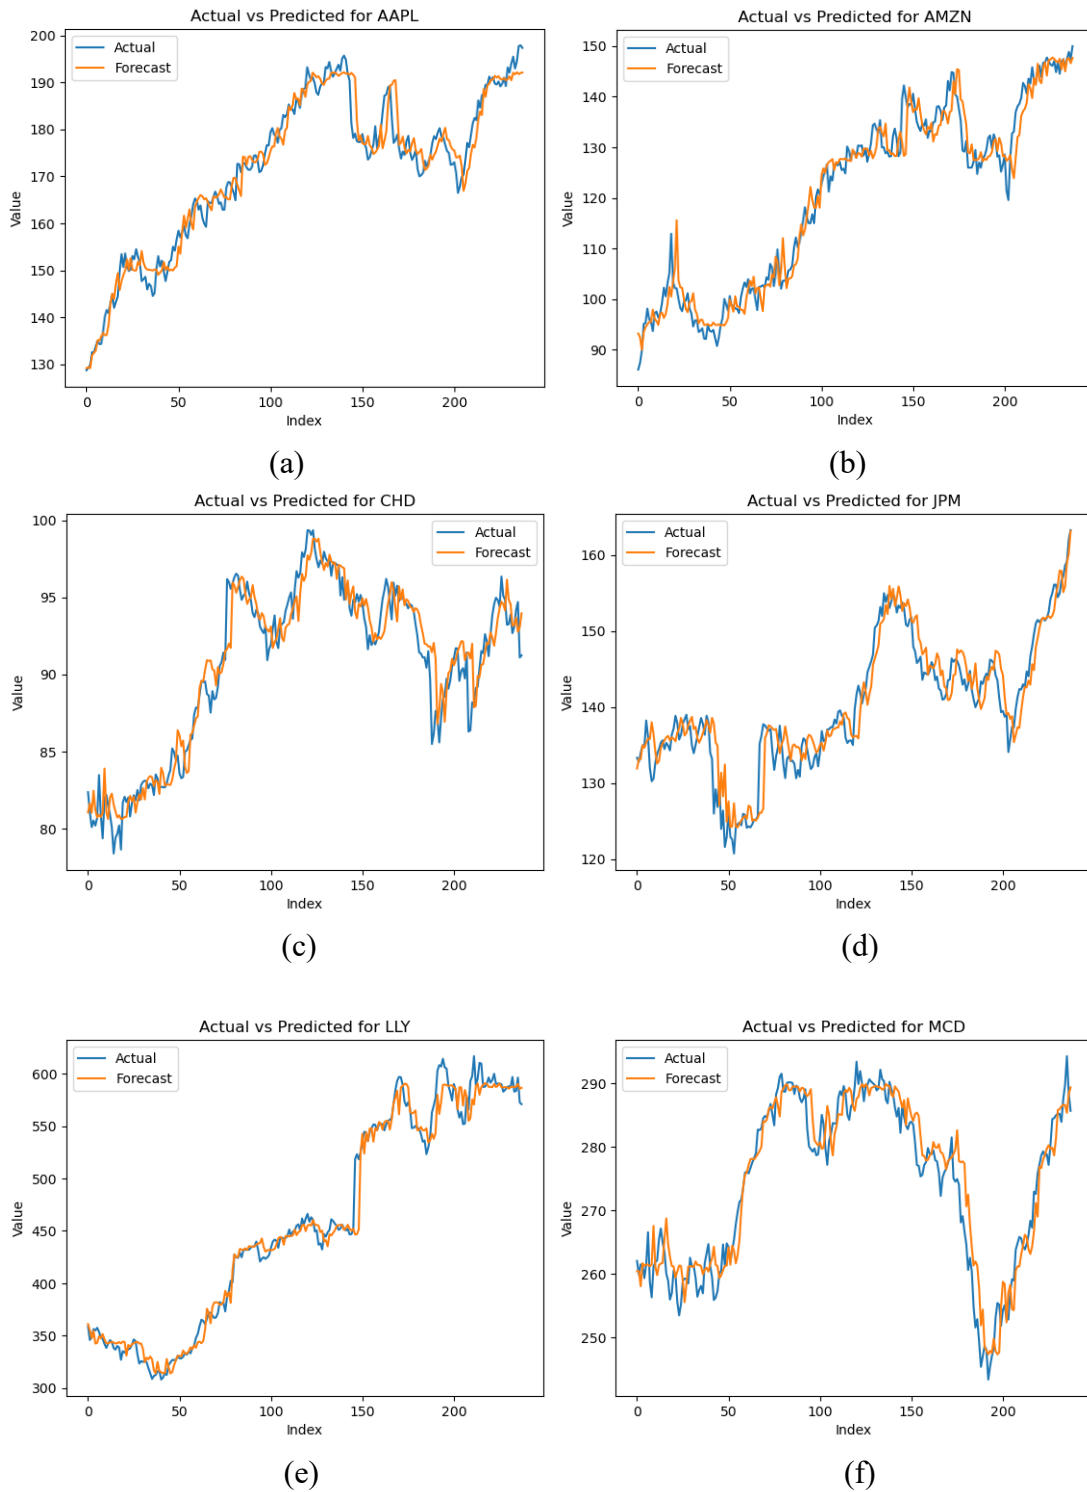 Actual vs Predicted for AAPL
200
190
180
170
160
150
140
130
Value
0 50 100 150 200
Index
Actual
Forecast
(a)
Actual vs Predicted for AMZN
150
140
130
120
110
100
90
Value
0 50 100 150 200
Index
Actual
Forecast
(b)
Actual vs Predicted for CHD
100
95
90
85
80
Value
0 50 100 150 200
Index
Actual
Forecast
(c)
Actual vs Predicted for JPM
160
150
140
130
120
Value
0 50 100 150 200
Index
Actual
Forecast
(d)
Actual vs Predicted for LLY
600
550
500
450
400
350
300
Value
0 50 100 150 200
Index
Actual
Forecast
(e)
Actual vs Predicted for MCD
290
280
270
260
250
Value
0 50 100 150 200
Index
Actual
Forecast
(f)